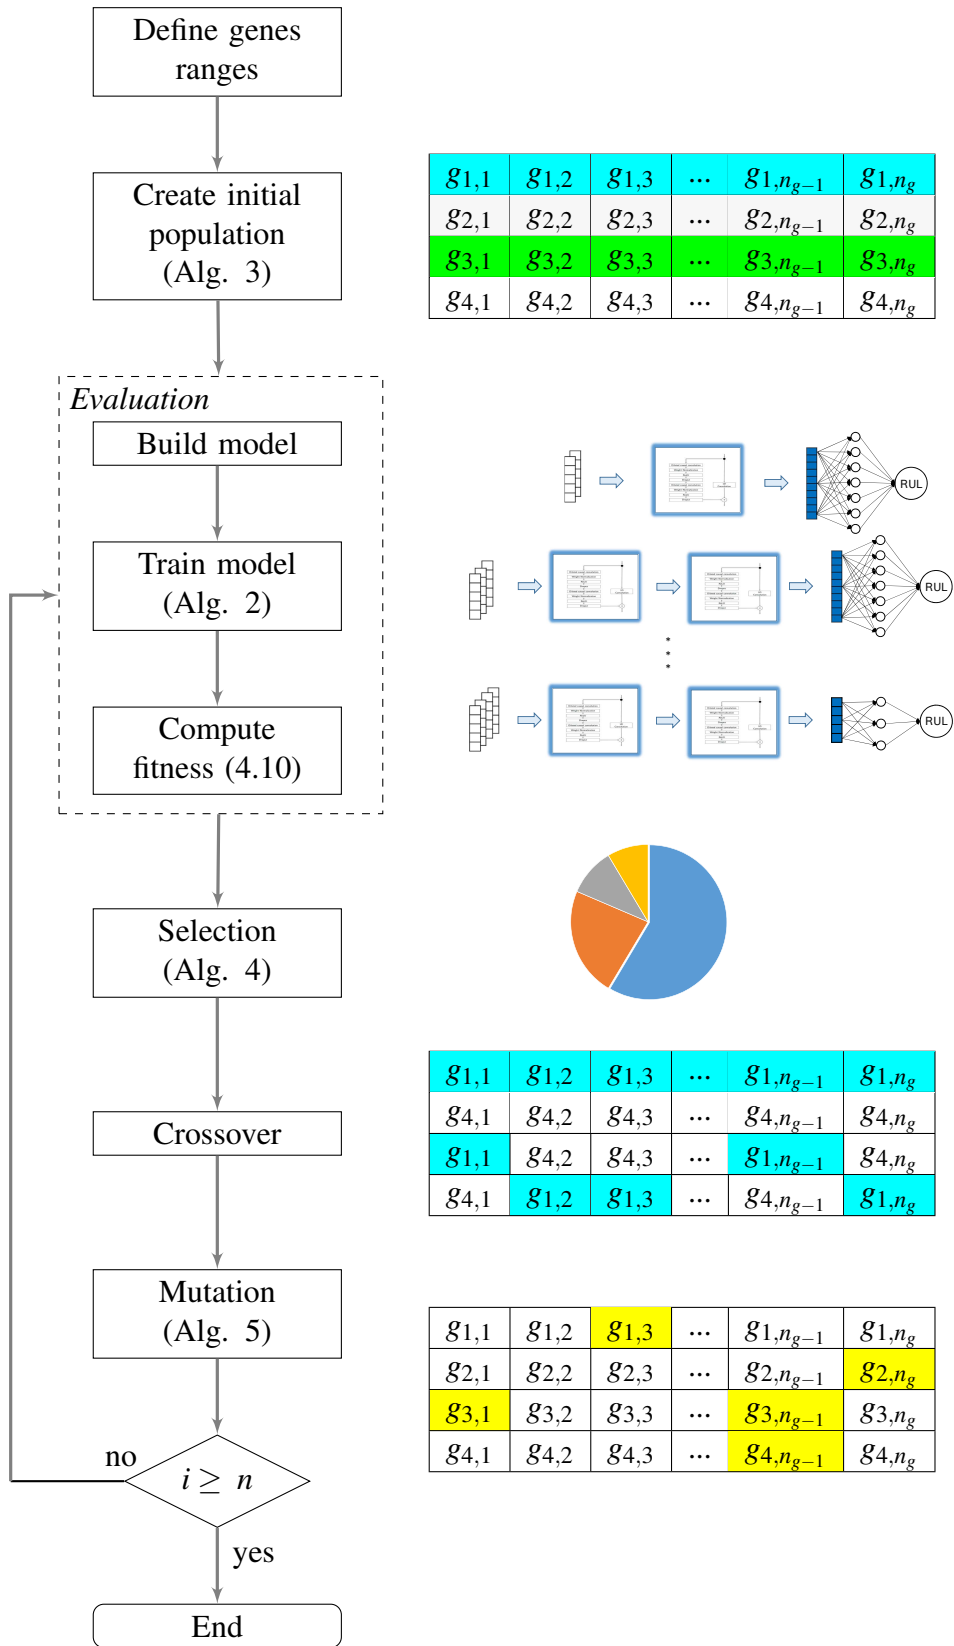 Define genes
ranges
Create initial
population
(Alg. 3)
g1,1 g1,2 g1,3 ... g1,ng−1 g1,ng
g2,1 g2,2 g2,3 ... g2,ng−1 g2,ng
g3,1 g3,2 g3,3 ... g3,ng−1 g3,ng
g4,1 g4,2 g4,3 ... g4,ng−1 g4,ng
Evaluation
Build model
Train model
(Alg. 2)
Compute
fitness (4.10)
RUL
RUL
RUL
Selection
(Alg. 4)
Crossover
g1,1 g1,2 g1,3 ... g1,ng−1 g1,ng
g4,1 g4,2 g4,3 ... g4,ng−1 g4,ng
g1,1 g4,2 g4,3 ... g1,ng−1 g4,ng
g4,1 g1,2 g1,3 ... g4,ng−1 g1,ng
Mutation
(Alg. 5)
g1,1 g1,2 g1,3 ... g1,ng−1 g1,ng
g2,1 g2,2 g2,3 ... g2,ng−1 g2,ng
g3,1 g3,2 g3,3 ... g3,ng−1 g3,ng
g4,1 g4,2 g4,3 ... g4,ng−1 g4,ng
no
i ≥ n
yes
End